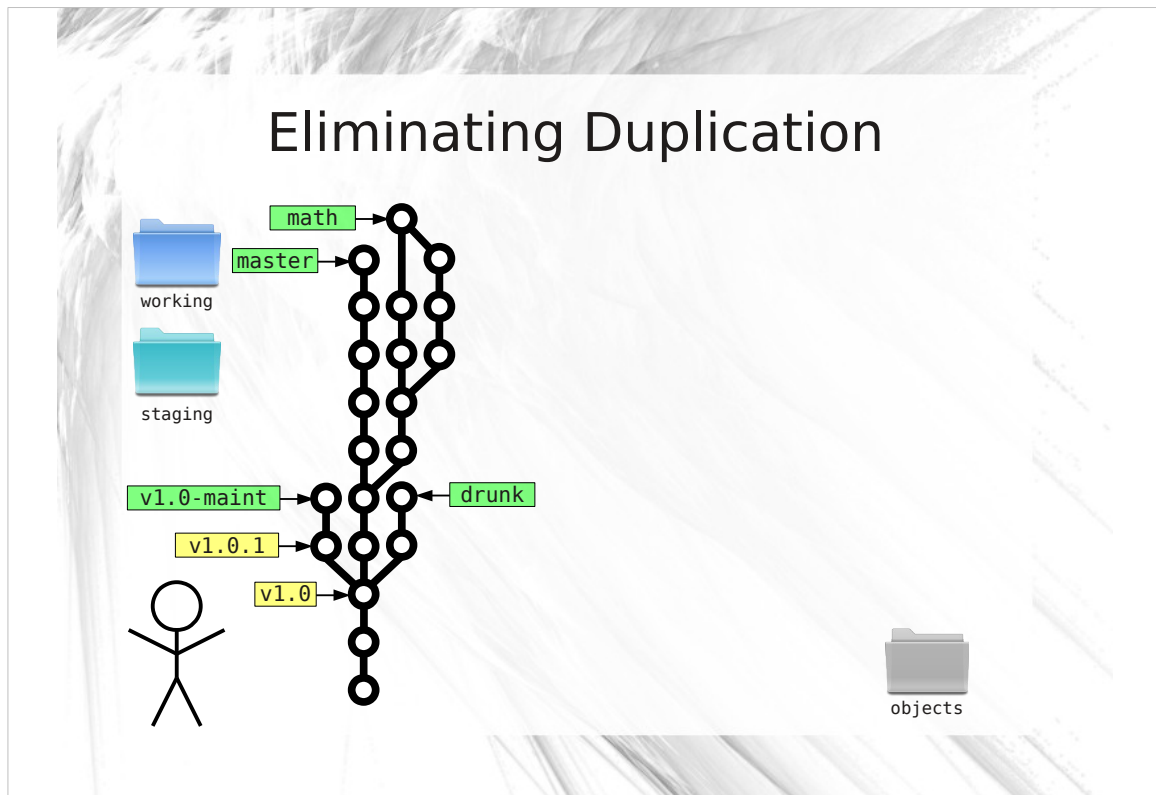 Eliminating Duplication
math
master
working
staging
v1.0-maint
drunk
v1.0.1
v1.0
objects